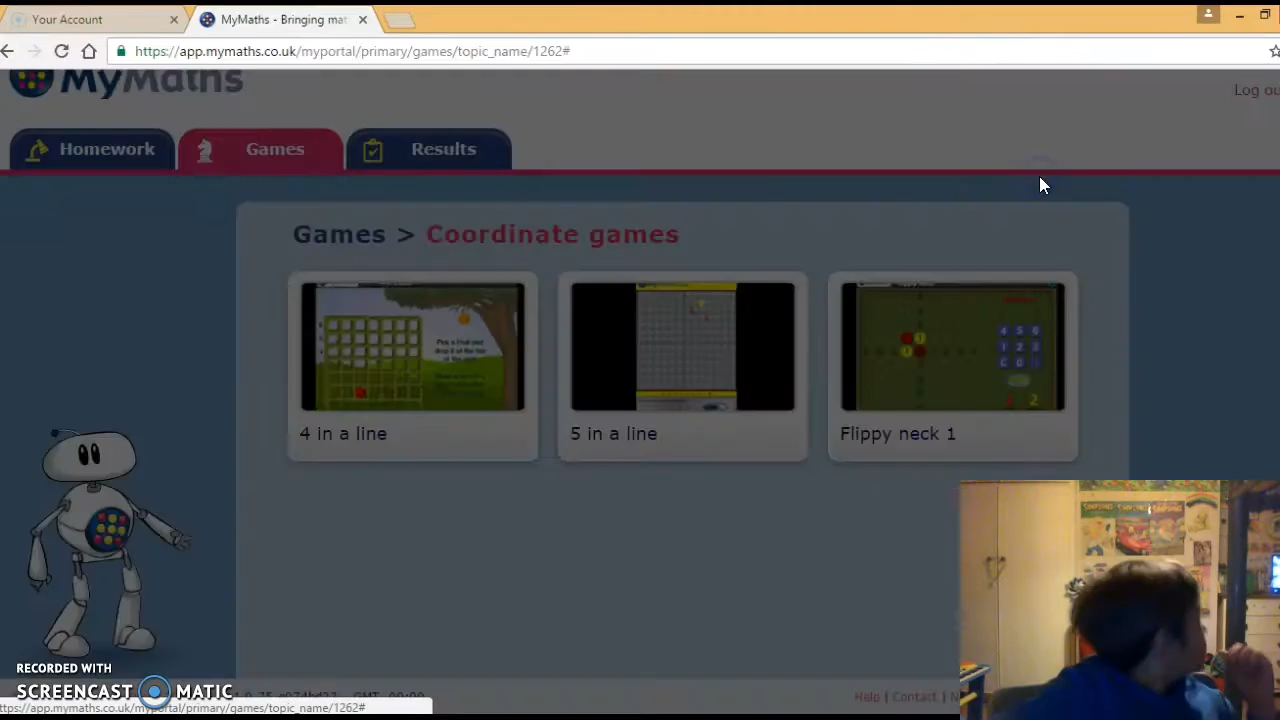 Your Account
MyMaths - Bringing mat
https://app.mymaths.co.uk/myportal/primary/games/topic_name/1262#
MyMaths
Log ou
Homework
Games
Results
Games > Coordinate games
4 in a line
5 in a line
Flippy neck 1
RECORDED WITH
SCREENCAST MATIC
Help | Contact | N
https://app.mymaths.co.uk/myportal/primary/games/topic_name/1262#